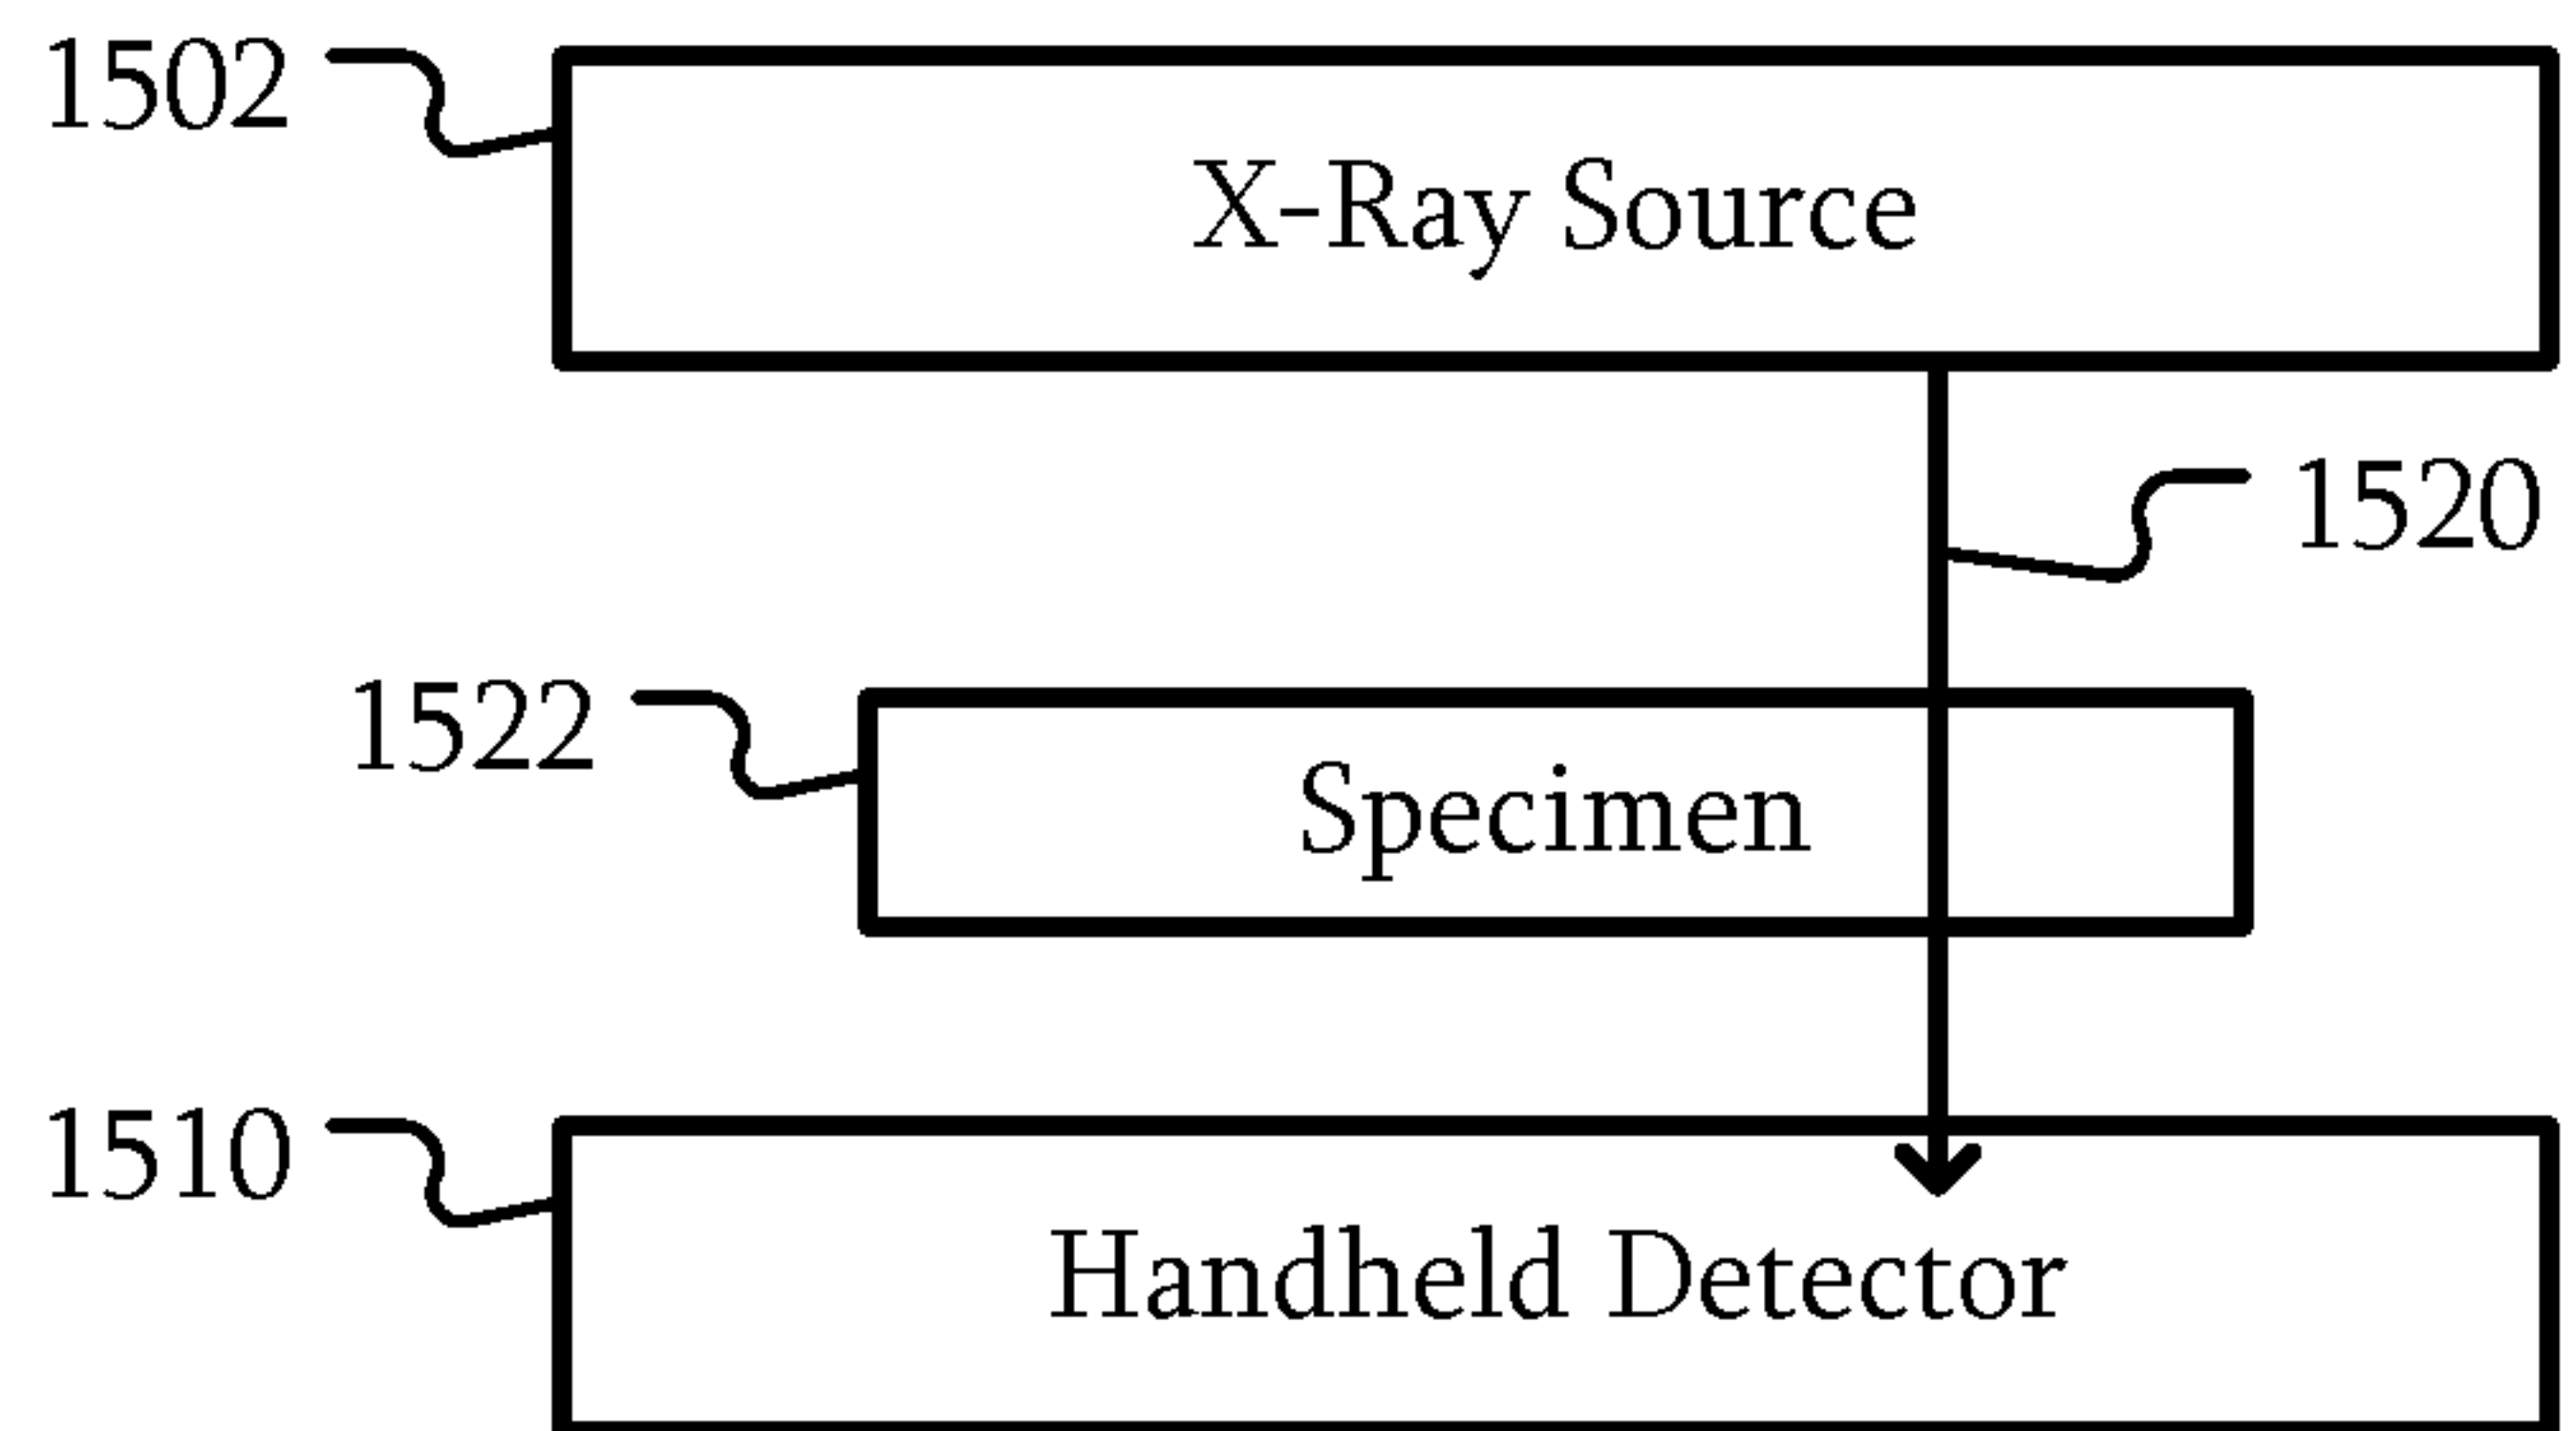 1502
X-Ray Source
1520
1522
Specimen
1510
Handheld Detector